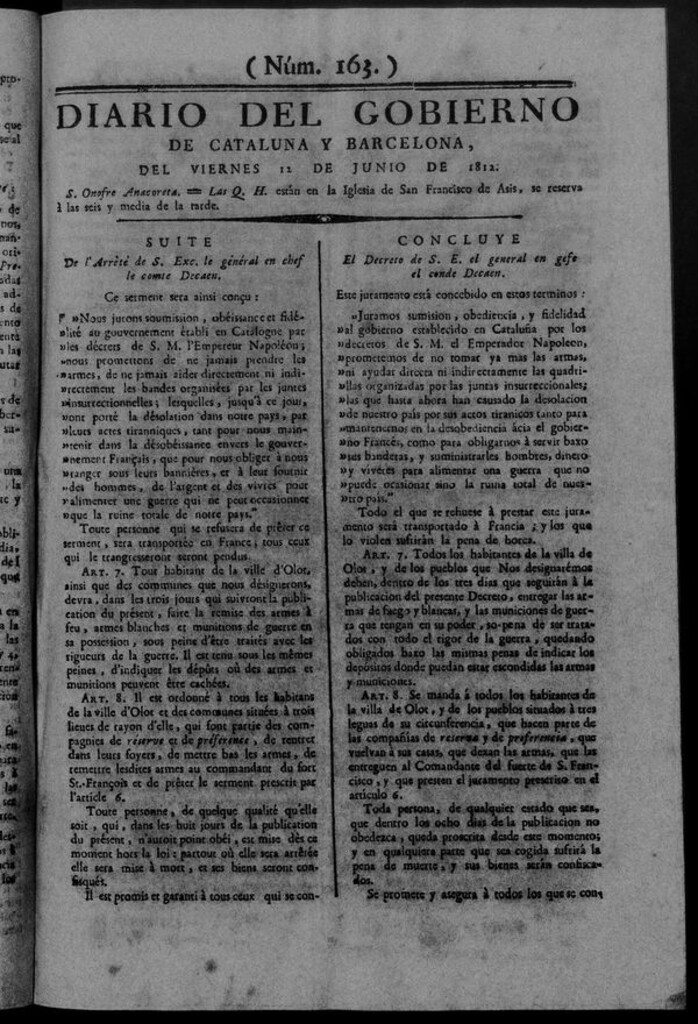 ( Núm. 163. )
DIARIO DEL GOBIERNO
DE CATALUNA Y BARCELONA,
DEL VIERNES 12 DE JUNIO DE 1812.
S. Onofre Anacoreta. = Las Q. H. están en la Iglesia de San Francisco de Asis, se reserva
à las seis y media de la tarde.
SUITE
De l'Arrêté de S. Exc. le général en chef
le comte Decaen.
Ce serment sera ainsi conçu :
»Nous jurons soumission, obéissance et fidé-
»lité au gouvernement établi en Catalogne par
»les décrets de S. M. l'Empereur Napoléon;
»nous promettons de ne jamais prendre les
»armes, de ne jamais aider directement ni indi-
»rectement les bandes organisées par les juntes
»insurrectionnelles; lesquelles, jusqu'à ce jour,
»ont porté la désolation dans notre pays, par
»leurs actes tiranniques, tant pour nous main-
»tenir dans la désobéissance envers le gouver-
»nement Français, que pour nous obliger à nous
»ranger sous leurs bannières, et à leur fournir
»des hommes, de l'argent et des vivres pour
»alimenter une guerre qui ne peut occasionner
»que la ruine totale de notre pays."
Toute personne qui se refusera de prêter ce
serment, sera transportée en France; tous ceux
qui le trangresseront seront pendus.
ART. 7. Tout habitant de la ville d'Olot,
ainsi que des communes que nous désignerons,
devra, dans les trois jours qui suivront la publi-
cation du présent, faire la remise des armes à
feu, armes blanches et munitions de guerre en
sa possession, sous peine d'être traités avec les
rigueurs de la guerre. Il est tenu sous les mêmes
peines, d'indiquer les dépôts où des armes et
munitions peuvent être cachées.
ART. 8. Il est ordonné à tous les habitans
de la ville d'Olot et des communes situées à trois
lieues de rayon d'elle, qui font partie des com-
pagnies de réserve et de préférence, de rentrer
dans leurs foyers, de mettre bas les armes, de
remettre lesdites armes au commandant du fort
St.-François et de prêter le serment prescrit par
l'article 6.
Toute personne, de quelque qualité qu'elle
soit, qui, dans les huit jours de la publication
du présent, n'auroit point obéi, est mise dès ce
moment hors la loi: partout où elle sera arrêtée
elle sera mise à mort, et ses biens seront con-
fisqués.
Il est promis et garanti à tous ceux qui se con-
CONCLUYE
El Decreto de S. E. el general en gefe
el conde Decaen.
Este juramento está concebido en estos terminos :
«Juramos sumision, obediencia, y fidelidad
»al gobierno establecido en Cataluña por los
»decretos de S. M. el Emperador Napoleon,
»prometemos de no tomar ya mas las armas,
»ni ayudar directa ni indirectamente las quadri-
»llas organizadas por las juntas insurreccionales;
»las que hasta ahora han causado la desolacion
»de nuestro pais por sus actos tiranicos tanto para
»mantenernos en la desobediencia ácia el gobier-
»no Francés, como para obligarnos à servir baxo
»sus banderas, y suministrarles hombres, dinero
»y víveres para alimentar una guerra que no
»puede ocasionar sino la ruina total de nues-
»tro pais."
Todo el que se rehuese à prestar este jura-
mento será transportado à Francia; y los que
lo violen sufrirán la pena de horca.
ART. 7. Todos los habitantes de la villa de
Olot, y de los pueblos que Nos designarémos
deben, dentro de los tres dias que seguirán à la
publicacion del presente Decreto, entregar las ar-
mas de fuego y blancas, y las municiones de guer-
ra que tengan en su poder, so-pena de ser trata-
dos con todo el rigor de la guerra, quedando
obligados baxo las mismas penas de indicar los
depósitos donde puedan estar escondidas las armas
y municiones.
ART. 8. Se manda à todos los habitantes de
la villa de Olot, y de los pueblos situados à tres
leguas de su circunferencia, que hacen parte de
las compañias de reserva y de preferencia, que
vuelvan à sus casas, que dexan las armas, que las
entreguen al Comandante del fuerte de S. Fran-
cisco, y que presten el juramento prescrito en el
articulo 6.
Toda persona, de qualquier estado que sea,
que dentro los ocho dias de la publicacion no
obedezca, queda proscrita desde este momento;
y en qualquiera parte que sea cogida sufrirá la
pena de muerte, y sus bienes serán confisca-
dos.
Se promete y asegura à todos los que se con-